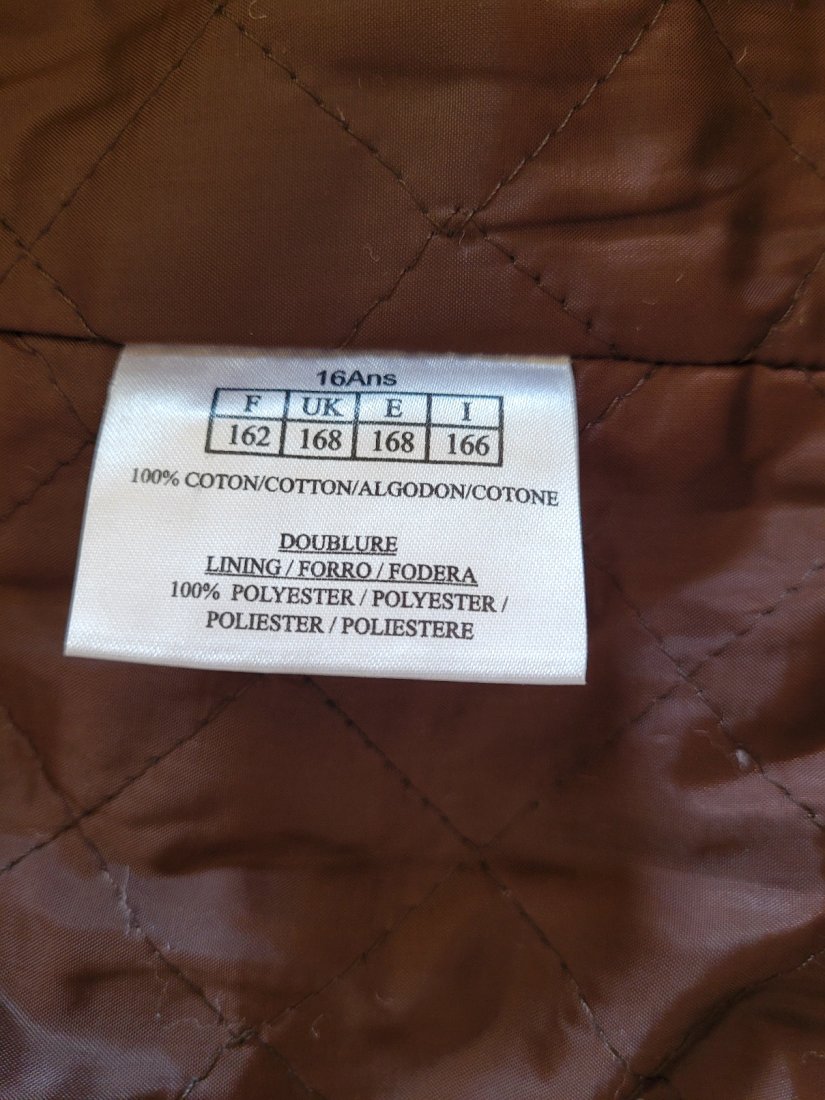 16Ans
F UK E I
162 168 168 166
100% COTON/COTTON/ALGODON/COTONE
DOUBLURE
LINING / FORRO / FODERA
100% POLYESTER / POLYESTER /
POLIESTER / POLIESTERE